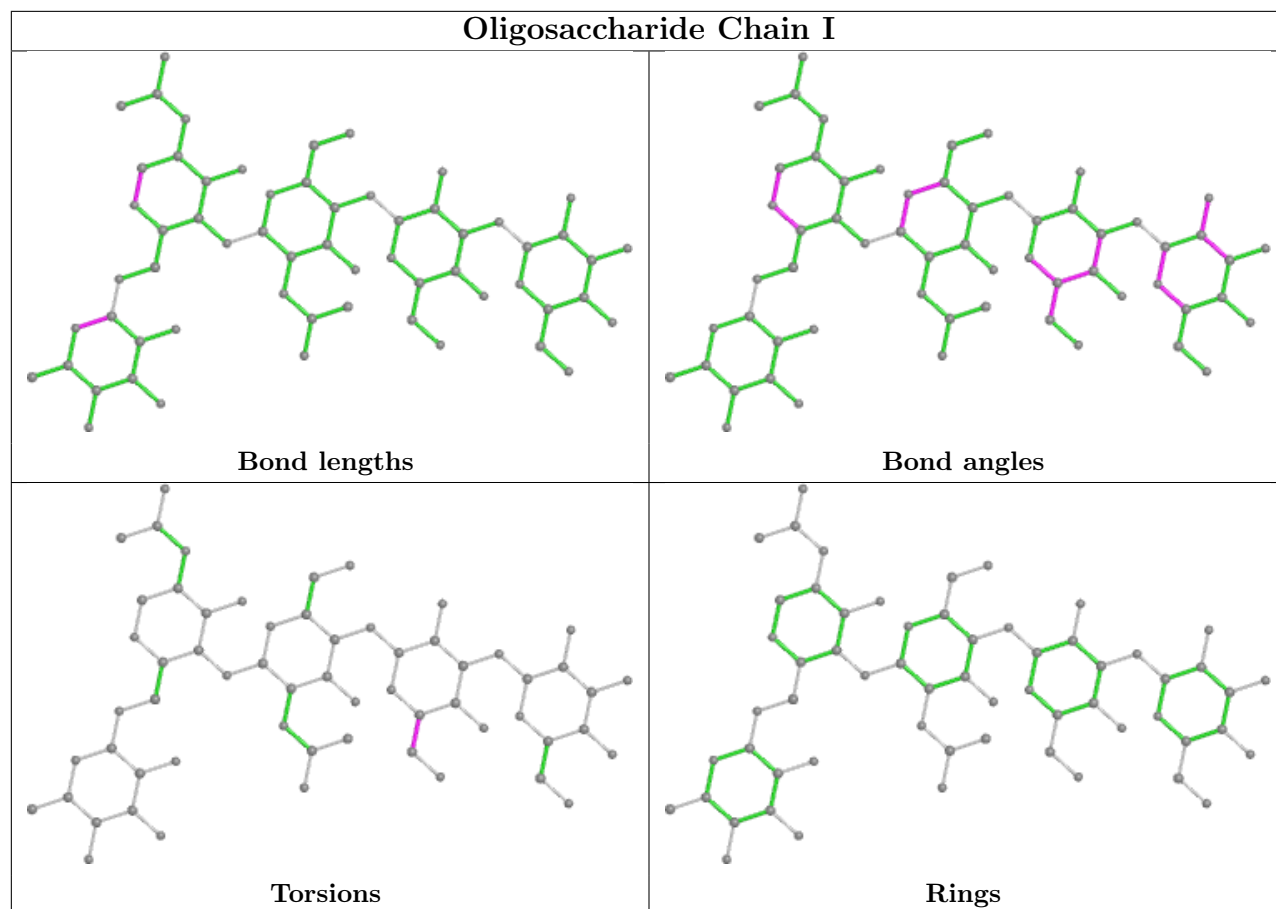 Oligosaccharide Chain I
Bond lengths
Bond angles
Torsions
Rings